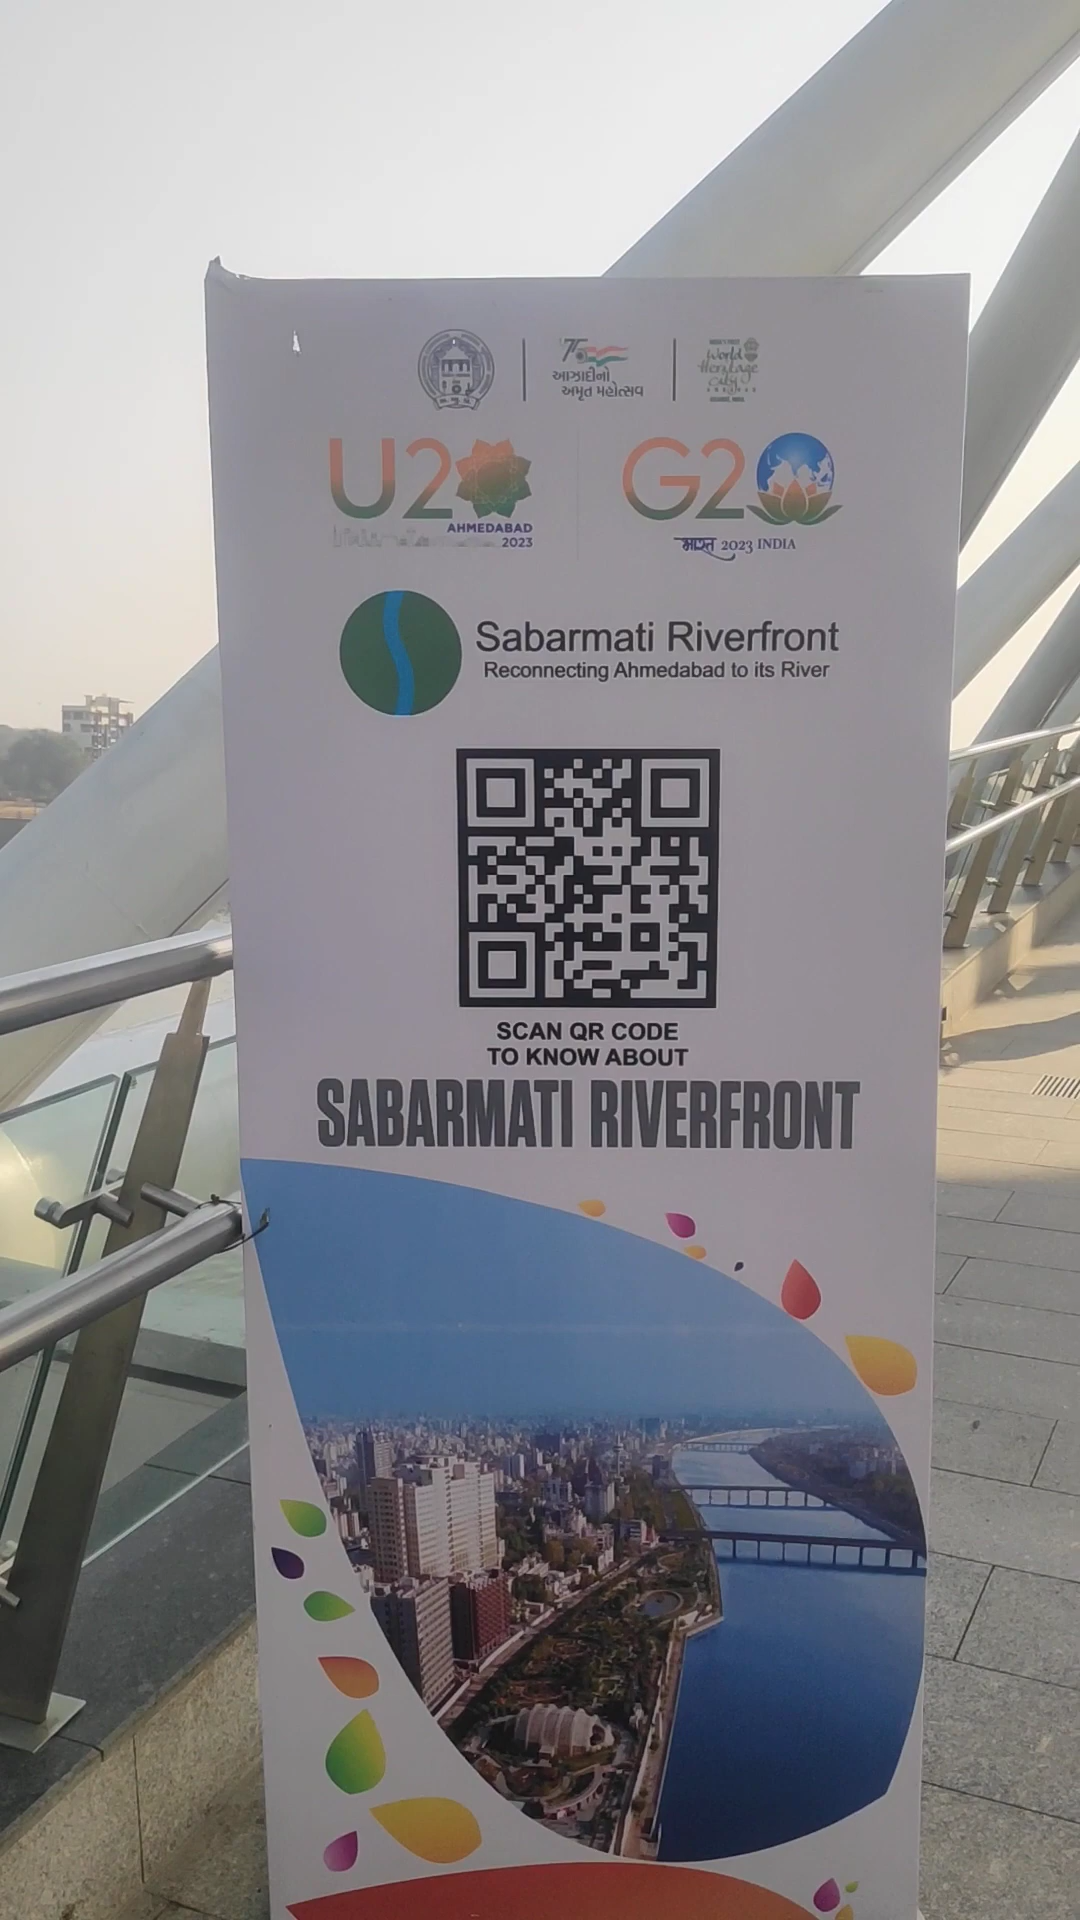 75
આઝાદીનો
અમૃત મહોત્સવ
World
Heritage
City
U20
AHMEDABAD
2023
G20
भारत 2023 INDIA
Sabarmati Riverfront
Reconnecting Ahmedabad to its River
SCAN QR CODE
TO KNOW ABOUT
SABARMATI RIVERFRONT